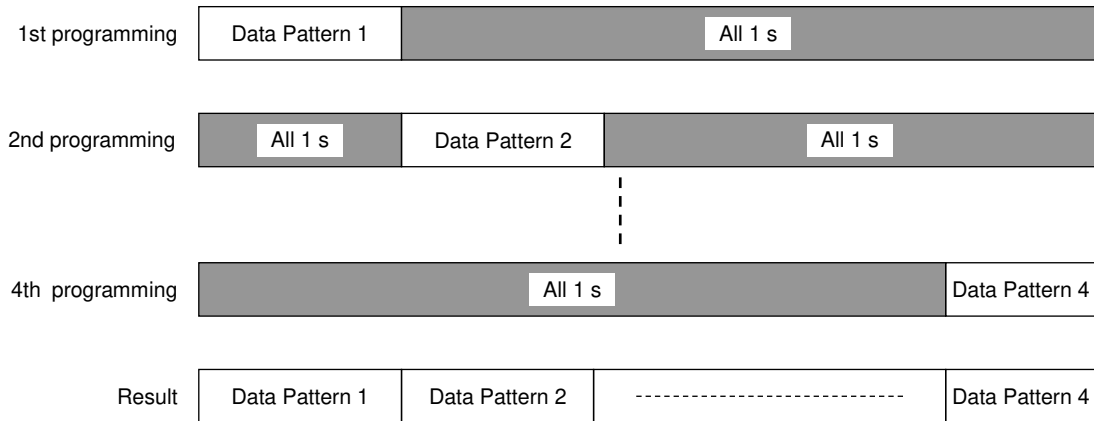 1st programming Data Pattern 1 All 1 s
2nd programming All 1 s Data Pattern 2 All 1 s
4th programming All 1 s Data Pattern 4
Result Data Pattern 1 Data Pattern 2 Data Pattern 4